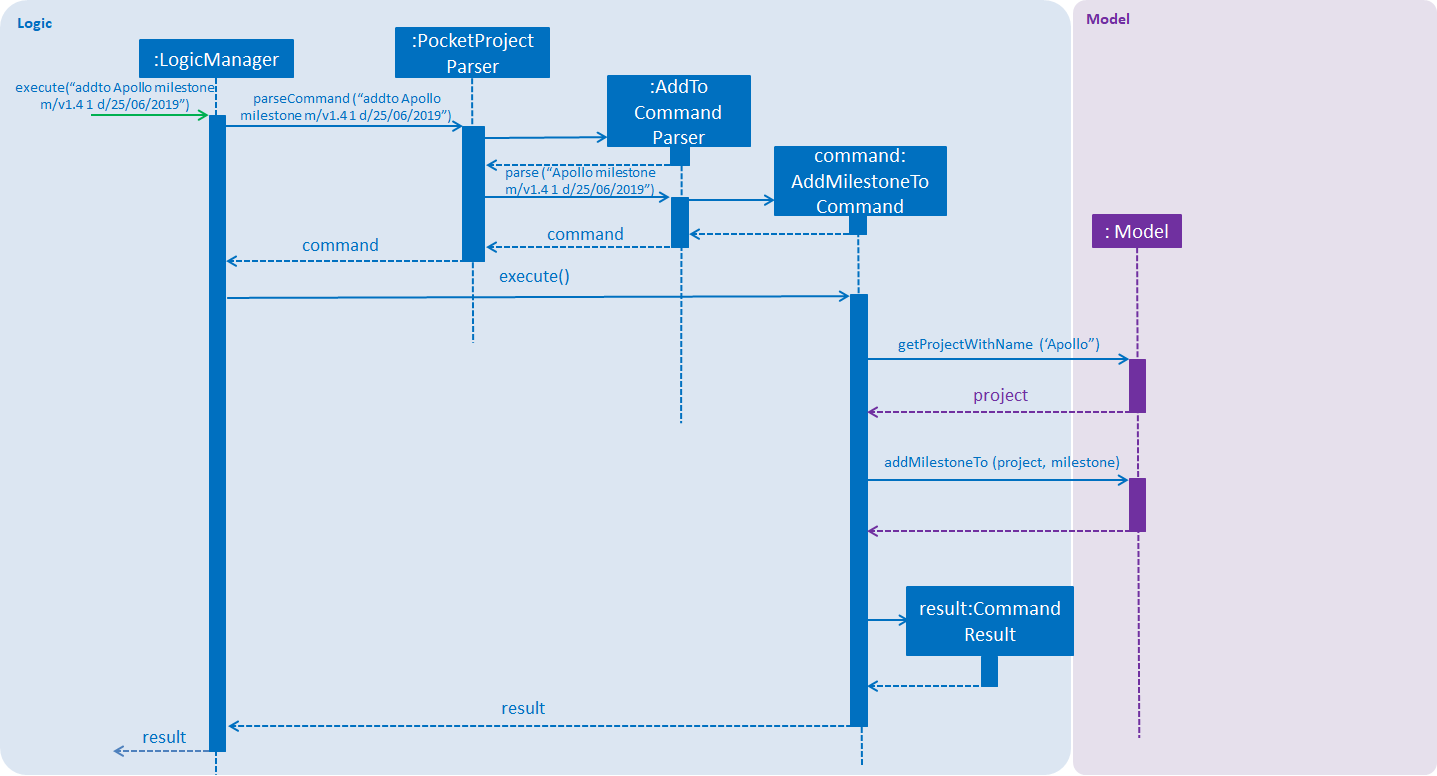 Logic
Model
:LogicManager
:PocketProject
Parser
:AddTo
Command
Parser
command:
AddMilestoneTo
Command
: Model
execute(“addto Apollo milestone
m/v1.4 1 d/25/06/2019”)
parseCommand (“addto Apollo
milestone m/v1.4 1 d/25/06/2019”)
parse (“Apollo milestone
m/v1.4 1 d/25/06/2019”)
command
command
execute()
getProjectWithName (‘Apollo”)
project
addMilestoneTo (project, milestone)
result:Command
Result
result
result